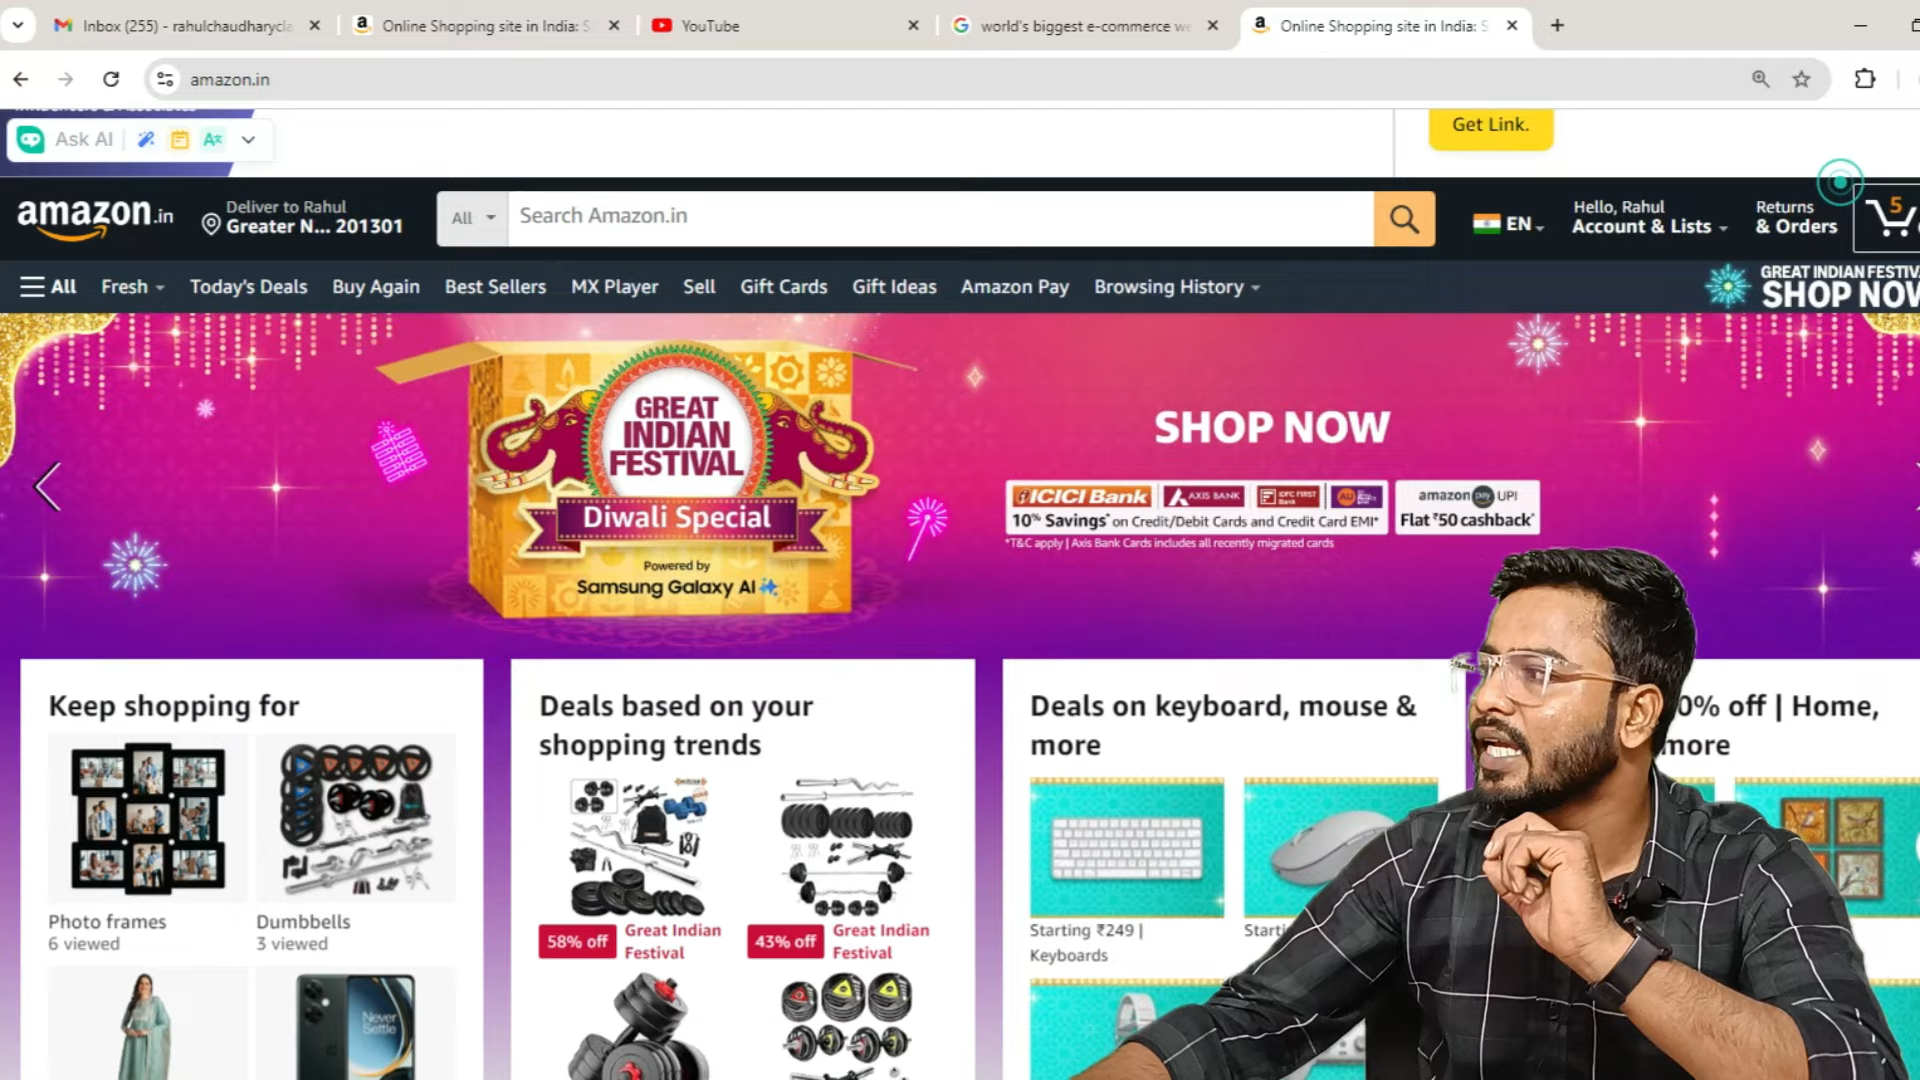 Inbox (255) - rahulchaudharycla
Online Shopping site in India: S
YouTube
world's biggest e-commerce we
Online Shopping site in India: S
amazon.in
Ask AI
Get Link.
amazon.in
Deliver to Rahul
Greater N... 201301
All
Search Amazon.in
EN
Hello, Rahul
Account & Lists
Returns
& Orders
5
All
Fresh
Today's Deals
Buy Again
Best Sellers
MX Player
Sell
Gift Cards
Gift Ideas
Amazon Pay
Browsing History
GREAT INDIAN FESTIVA
SHOP NOW
GREAT
INDIAN
FESTIVAL
Diwali Special
Powered by
Samsung Galaxy AI
SHOP NOW
ICICI Bank
AXIS BANK
IDFC FIRST
Bank
AU
10% Savings* on Credit/Debit Cards and Credit Card EMI*
amazon pay UPI
Flat ₹50 cashback*
*T&C apply | Axis Bank Cards includes all recently migrated cards
Keep shopping for
Photo frames
6 viewed
Dumbbells
3 viewed
Never
Settle
Deals based on your
shopping trends
58% off
Great Indian
Festival
43% off
Great Indian
Festival
Deals on keyboard, mouse &
more
Starting ₹249 |
Keyboards
Starti
0% off | Home,
more